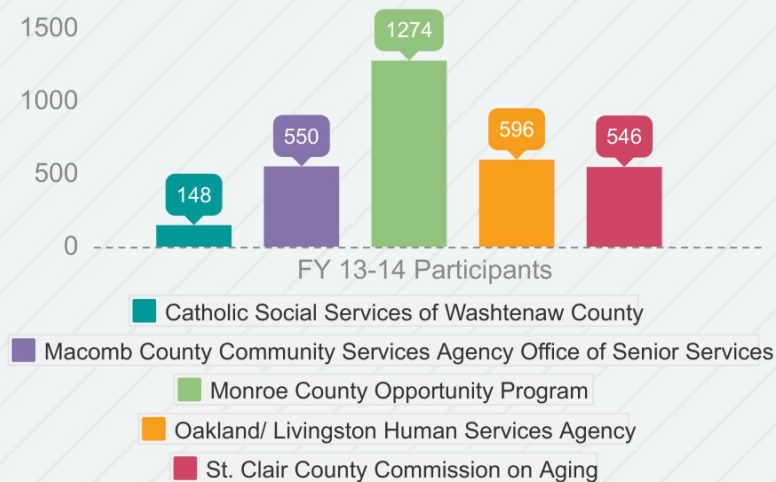 1500
1274
1000
550
596
546
500
148
0
FY 13-14 Participants
Catholic Social Services of Washtenaw County
Macomb County Community Services Agency Office of Senior Services
Monroe County Opportunity Program
Oakland/ Livingston Human Services Agency
St. Clair County Commission on Aging